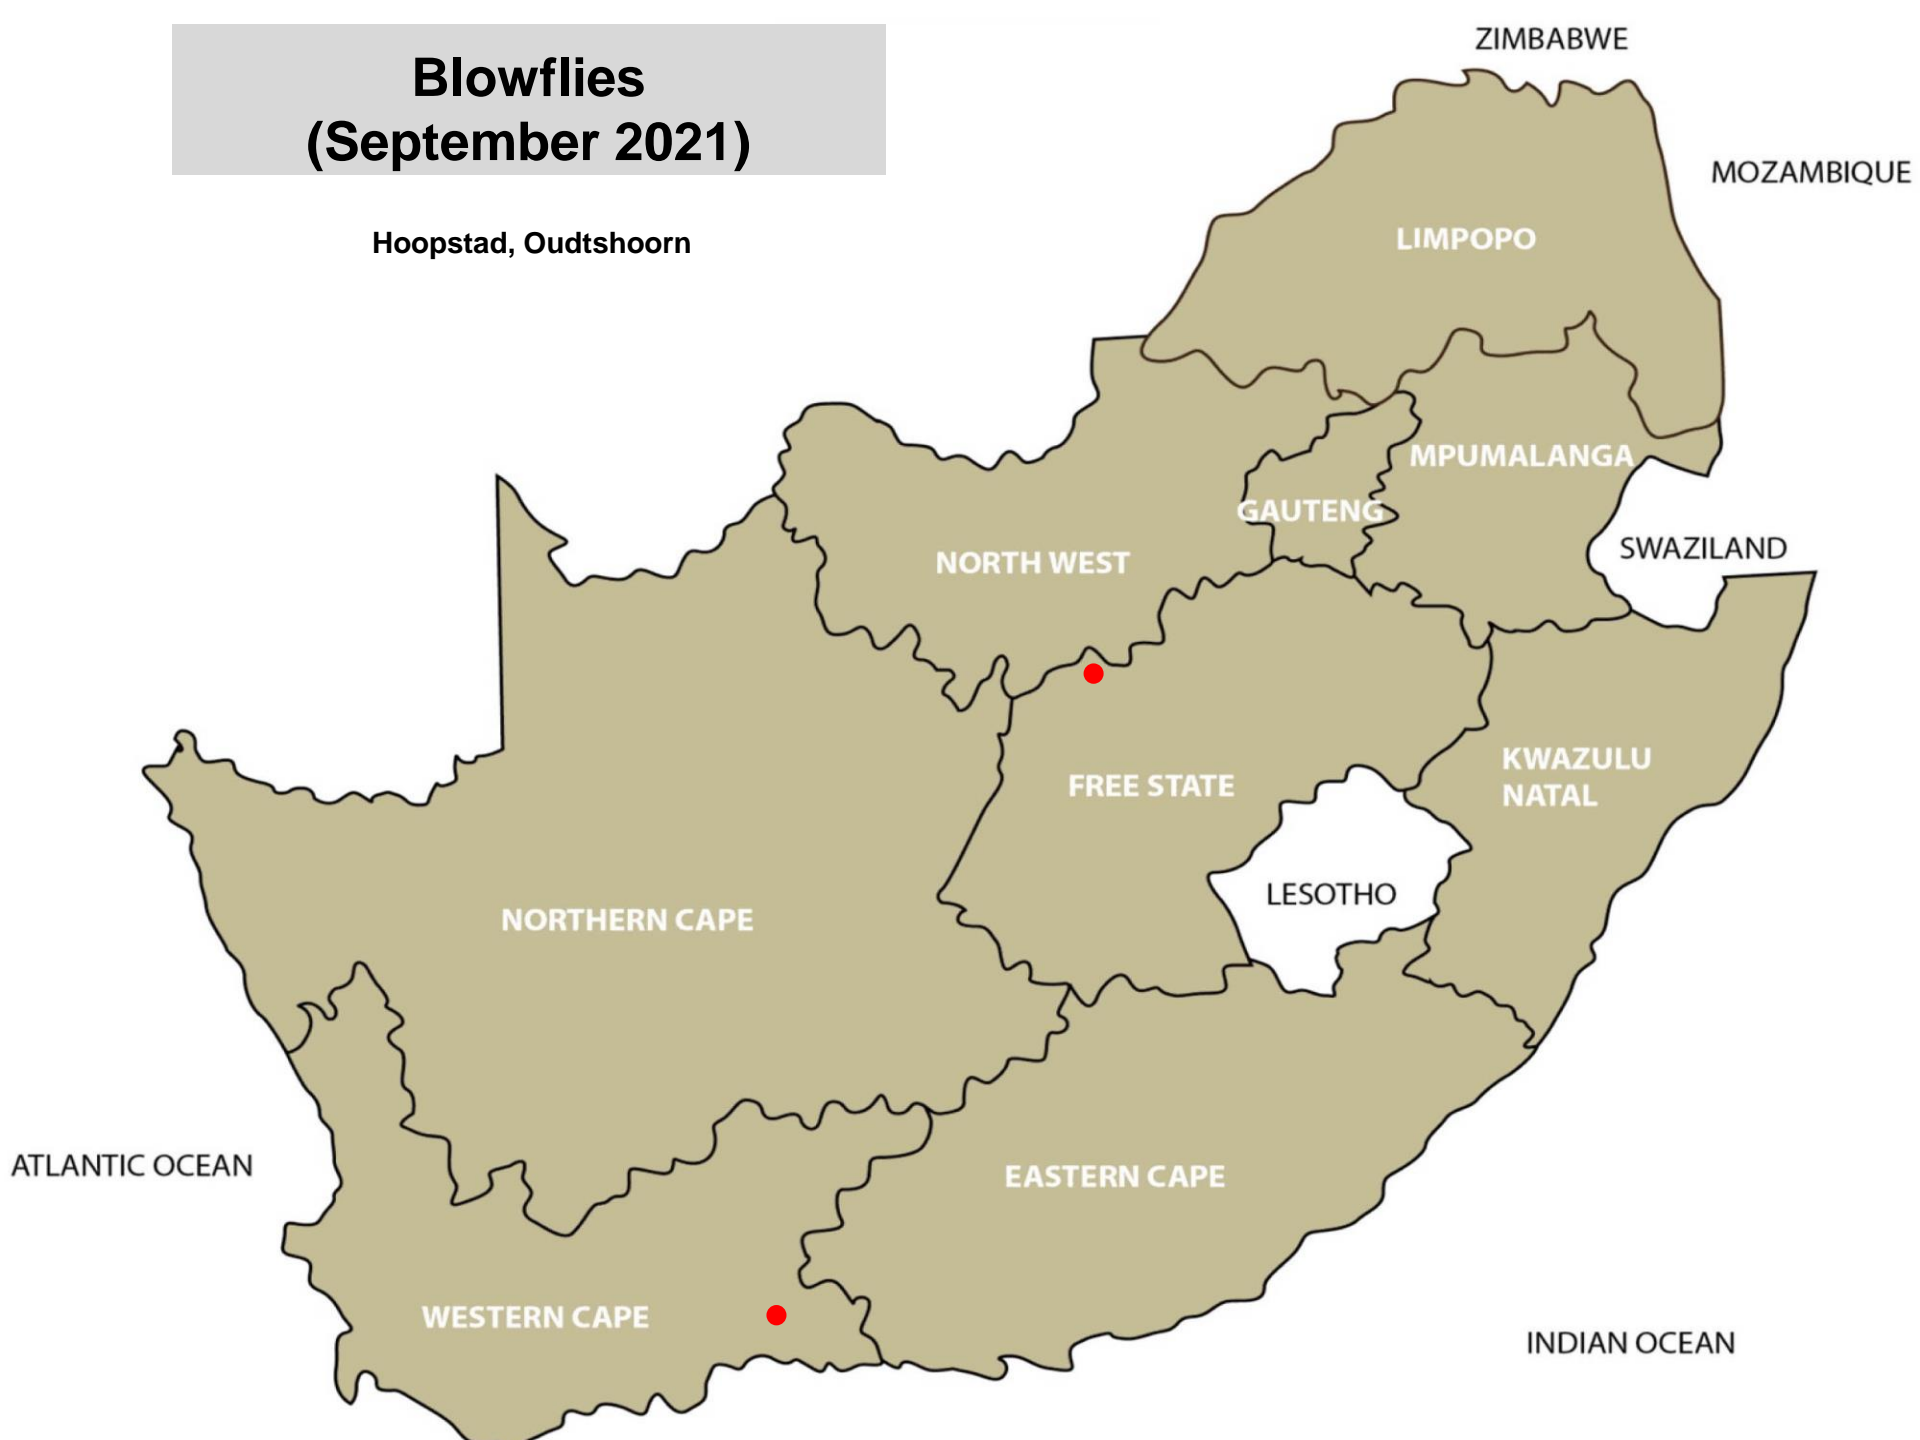 Blowflies
(September 2021)
Hoopstad, Oudtshoorn
ZIMBABWE
MOZAMBIQUE
LIMPOPO
MPUMALANGA
GAUTENG
SWAZILAND
NORTH WEST
KWAZULU
NATAL
FREE STATE
LESOTHO
NORTHERN CAPE
ATLANTIC OCEAN
EASTERN CAPE
WESTERN CAPE
INDIAN OCEAN